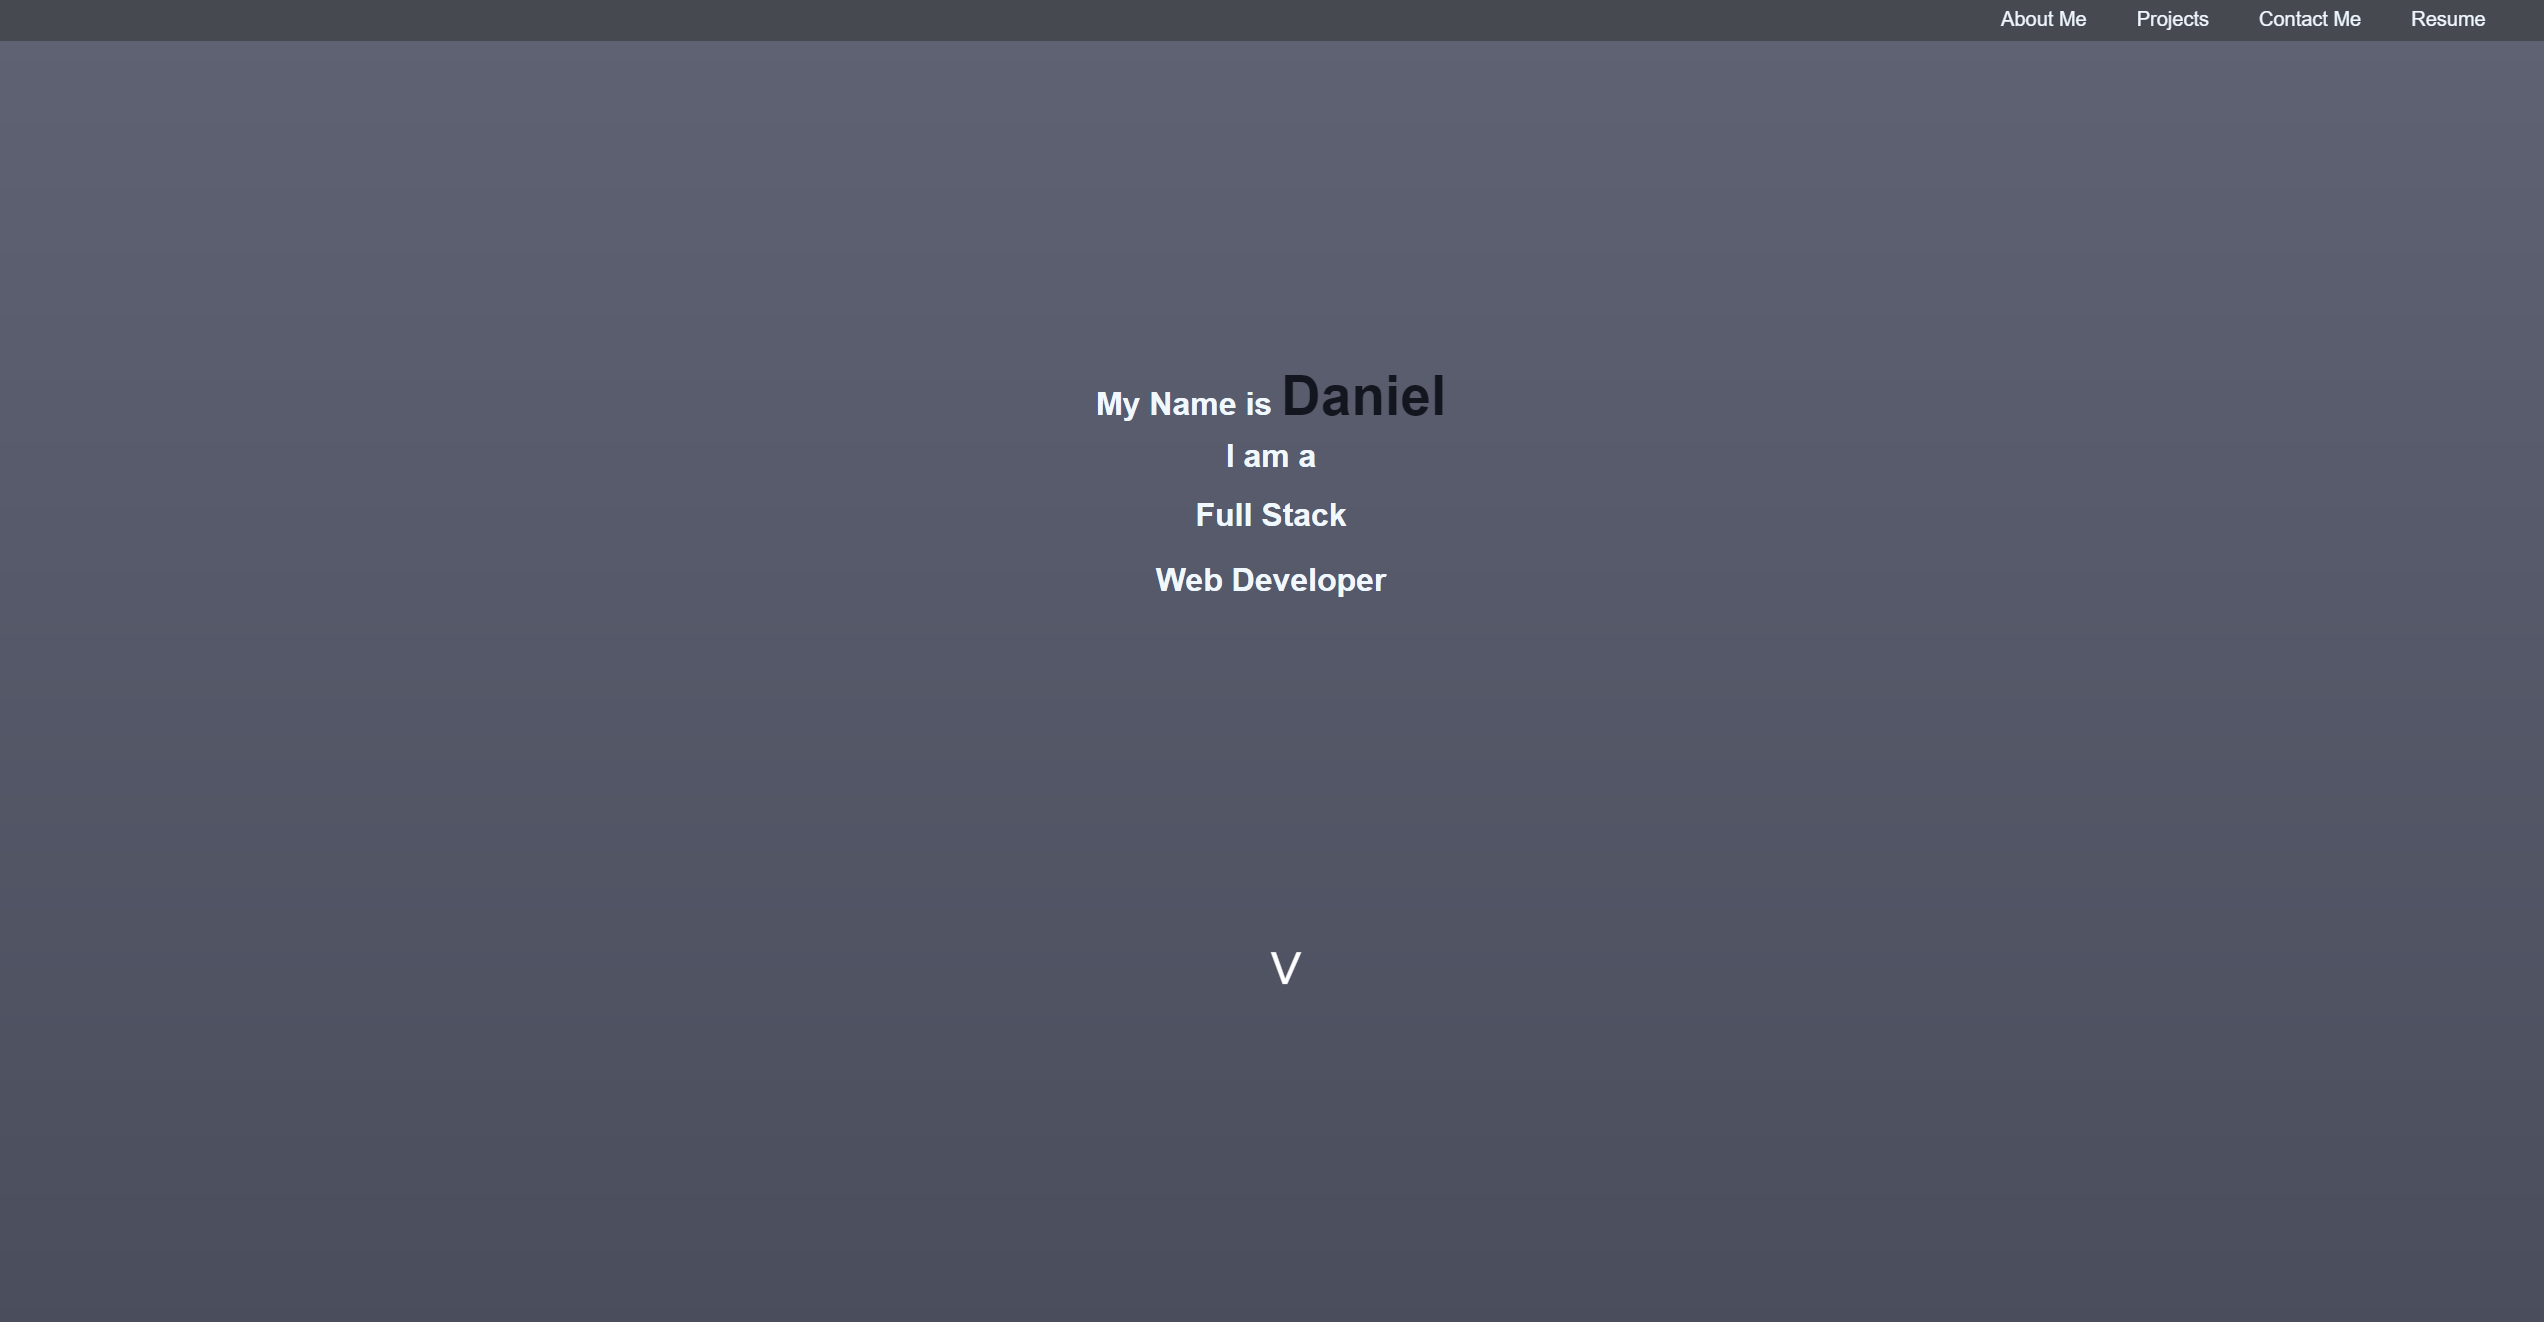 About Me Projects Contact Me Resume
My Name is Daniel
I am a
Full Stack
Web Developer
V